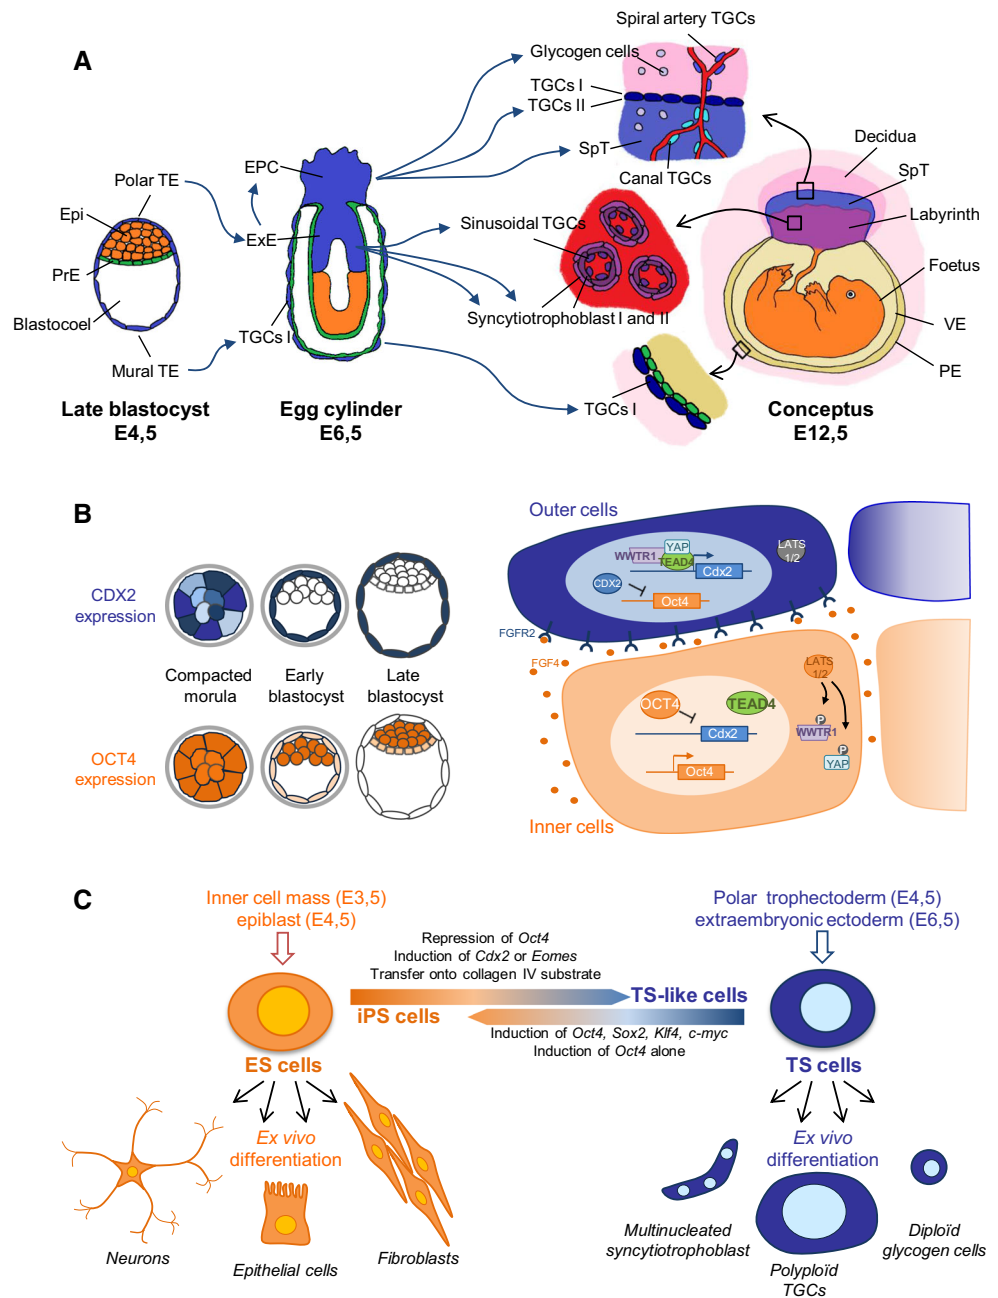 A
Spiral artery TGCs
Glycogen cells
TGCs I
TGCs II
SpT
Canal TGCs
Decidua
SpT
Labyrinth
Foetus
VE
PE
EPC
Polar TE
Epi
ExE
PrE
Blastocoel
TGCs I
Mural TE
Sinusoidal TGCs
Syncytiotrophoblast I and II
TGCs I
Late blastocyst
E4,5
Egg cylinder
E6,5
Conceptus
E12,5
B
CDX2
expression
Compacted
morula
Early
blastocyst
Late
blastocyst
OCT4
expression
Outer cells
YAP
WWTR1
TEAD4
Cdx2
CDX2
Oct4
LATS
1/2
FGFR2
FGF4
LATS
1/2
OCT4
TEAD4
Cdx2
Oct4
P
WWTR1
P
YAP
Inner cells
C
Inner cell mass (E3,5)
epiblast (E4,5)
Polar trophectoderm (E4,5)
extraembryonic ectoderm (E6,5)
Repression of Oct4
Induction of Cdx2 or Eomes
Transfer onto collagen IV substrate
TS-like cells
iPS cells
Induction of Oct4, Sox2, Klf4, c-myc
Induction of Oct4 alone
ES cells
TS cells
Ex vivo
differentiation
Ex vivo
differentiation
Neurons
Epithelial cells
Fibroblasts
Multinucleated
syncytiotrophoblast
Polyploïd
TGCs
Diploïd
glycogen cells